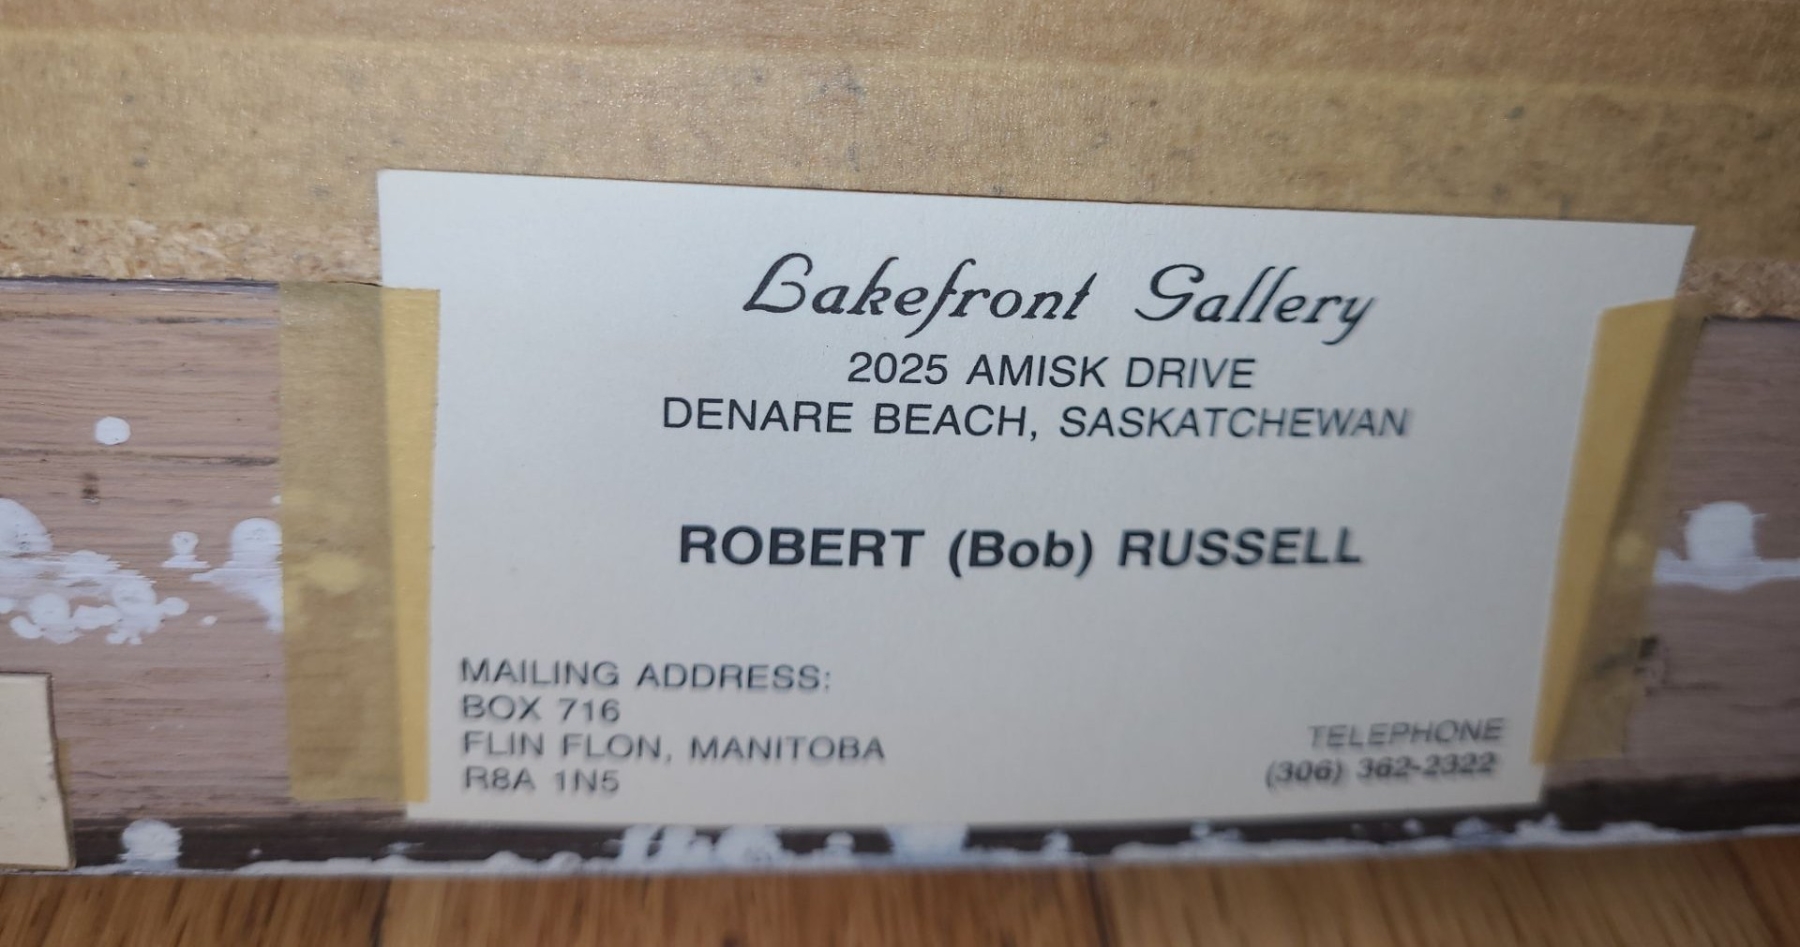 Lakefront Gallery
2025 AMISK DRIVE
DENARE BEACH, SASKATCHEWAN
ROBERT (Bob) RUSSELL
MAILING ADDRESS:
BOX 716
FLIN FLON, MANITOBA
R8A 1N5
TELEPHONE
(306) 362-2322